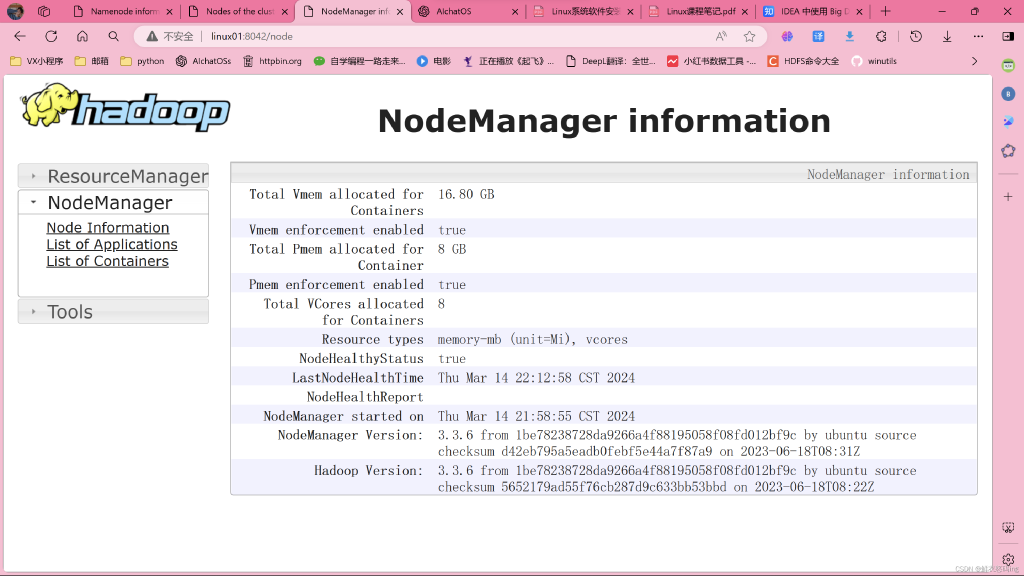 Namenode inform
Nodes of the clust
NodeManager inf
AIchatOS
Linux系统软件安
Linux课程笔记.pdf
IDEA 中使用 Big D
不安全
linux01:8042/node
VX小程序
邮箱
python
AIchatOSs
httpbin.org
自学编程一路走来...
电影
正在播放《起飞》...
DeepL翻译：全世...
小红书数据工具 -...
HDFS命令大全
winutils
hadoop
NodeManager information
ResourceManager
NodeManager
Node Information
List of Applications
List of Containers
Tools
NodeManager information
Total Vmem allocated for Containers 16.80 GB
Vmem enforcement enabled true
Total Pmem allocated for Container 8 GB
Pmem enforcement enabled true
Total VCores allocated for Containers 8
Resource types memory-mb (unit=Mi), vcores
NodeHealthyStatus true
LastNodeHealthTime Thu Mar 14 22:12:58 CST 2024
NodeHealthReport
NodeManager started on Thu Mar 14 21:58:55 CST 2024
NodeManager Version: 3.3.6 from 1be78238728da9266a4f88195058f08fd012bf9c by ubuntu source
checksum d42eb795a5eadb0febf5e44a7f87a9 on 2023-06-18T08:31Z
Hadoop Version: 3.3.6 from 1be78238728da9266a4f88195058f08fd012bf9c by ubuntu source
checksum 5652179ad55f76cb287d9c633bb53bbd on 2023-06-18T08:22Z